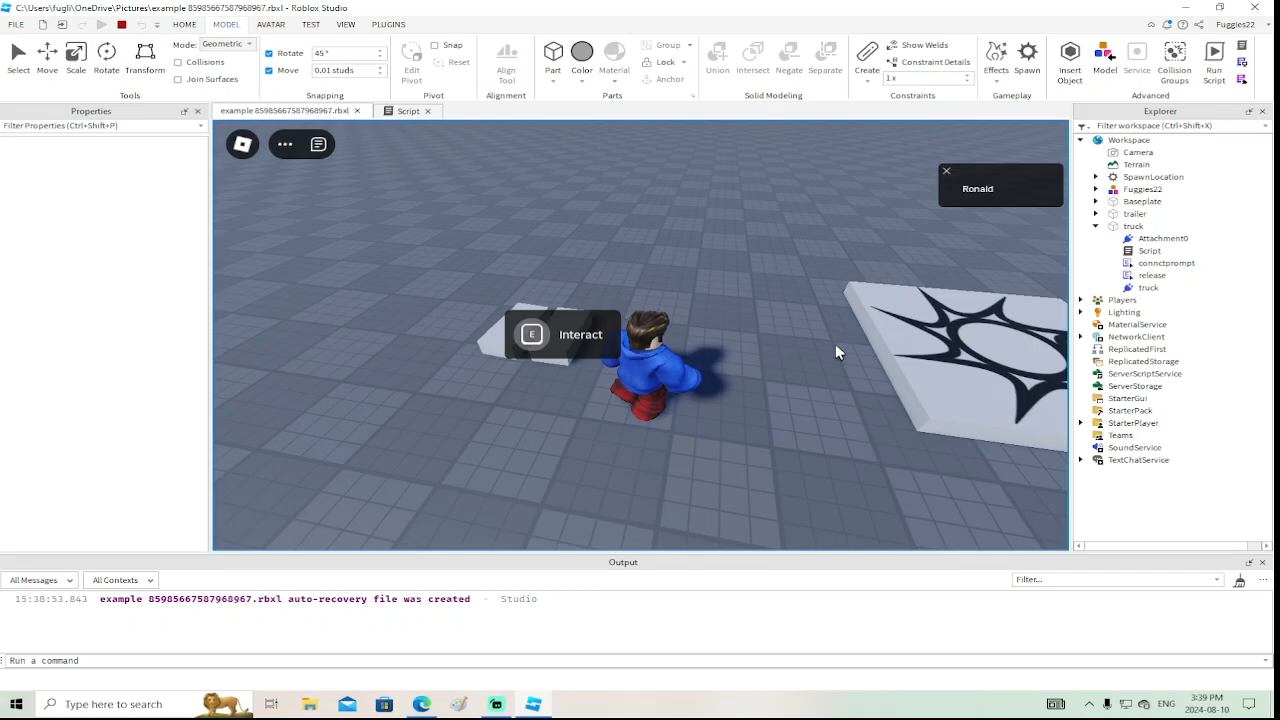 C:\Users\fugli\OneDrive\Pictures\example 85985667587968967.rbxl - Roblox Studio
FILE HOME MODEL AVATAR TEST VIEW PLUGINS Fuggies22
Mode: Geometric
Collisions
Join Surfaces
Select Move Scale Rotate Transform
Tools
Rotate 45°
Move 0.01 studs
Snapping
Edit Pivot
Snap
Reset
Pivot
Align Tool
Alignment
Part Color Material
Group
Lock
Anchor
Parts
Union Intersect Negate Separate
Solid Modeling
Create
Show Welds
Constraint Details
1 x
Constraints
Effects Spawn
Gameplay
Insert Object
Model Service
Collision Groups
Run Script
Advanced
Properties
Filter Properties (Ctrl+Shift+P)
example 85985667587968967.rbxl Script
Ronald
E Interact
Explorer
Filter workspace (Ctrl+Shift+X)
Workspace
Camera
Terrain
SpawnLocation
Fuggies22
Baseplate
trailer
truck
Attachment0
Script
connctprompt
release
truck
Players
Lighting
MaterialService
NetworkClient
ReplicatedFirst
ReplicatedStorage
ServerScriptService
ServerStorage
StarterGui
StarterPack
StarterPlayer
Teams
SoundService
TextChatService
Output
All Messages All Contexts Filter...
15:38:53.843 example 85985667587968967.rbxl auto-recovery file was created - Studio
Run a command
Type here to search
ENG
3:39 PM
2024-08-10